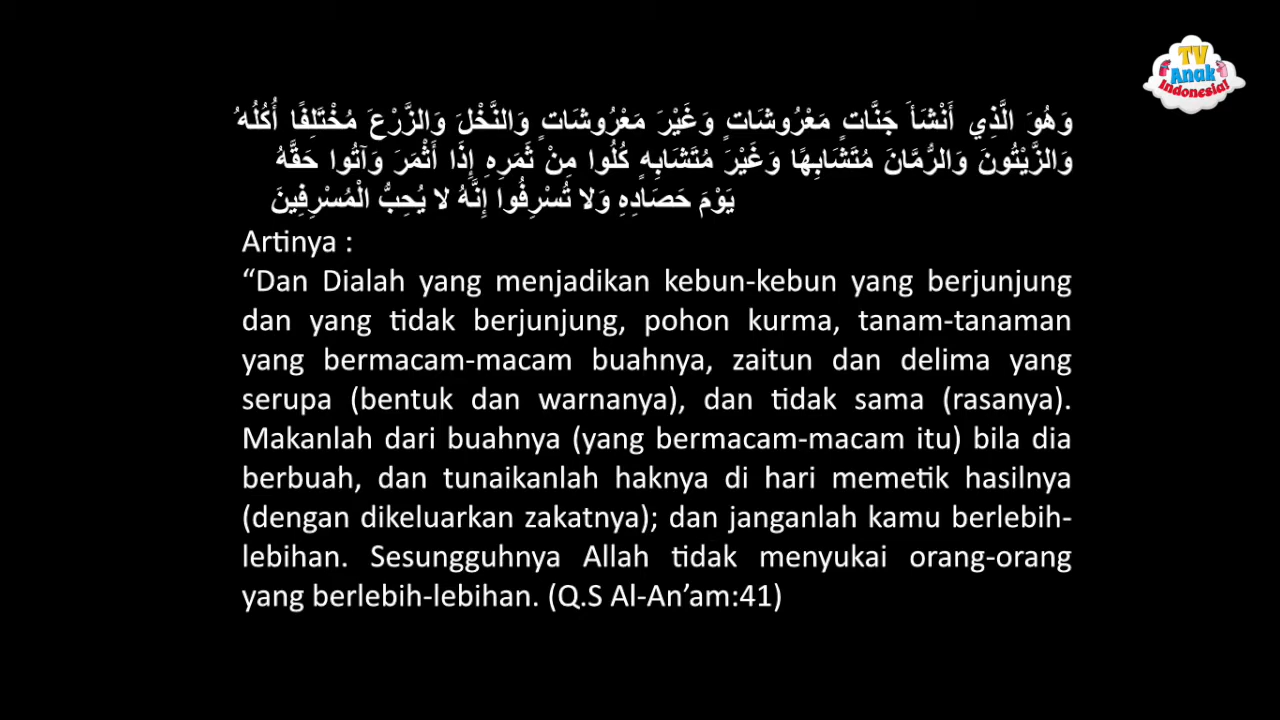 TV
Anak
Indonesia!
وَهُوَ الَّذِي أَنْشَأَ جَنَّاتٍ مَعْرُوشَاتٍ وَغَيْرَ مَعْرُوشَاتٍ وَالنَّخْلَ وَالزَّرْعَ مُخْتَلِفًا أُكُلُهُ
وَالزَّيْتُونَ وَالرُّمَّانَ مُتَشَابِهًا وَغَيْرَ مُتَشَابِهٍ كُلُوا مِنْ ثَمَرِهِ إِذَا أَثْمَرَ وَآتُوا حَقَّهُ
يَوْمَ حَصَادِهِ وَلا تُسْرِفُوا إِنَّهُ لا يُحِبُّ الْمُسْرِفِينَ
Artinya :
“Dan Dialah yang menjadikan kebun-kebun yang berjunjung
dan yang tidak berjunjung, pohon kurma, tanam-tanaman
yang bermacam-macam buahnya, zaitun dan delima yang
serupa (bentuk dan warnanya), dan tidak sama (rasanya).
Makanlah dari buahnya (yang bermacam-macam itu) bila dia
berbuah, dan tunaikanlah haknya di hari memetik hasilnya
(dengan dikeluarkan zakatnya); dan janganlah kamu berlebih-
lebihan. Sesungguhnya Allah tidak menyukai orang-orang
yang berlebih-lebihan. (Q.S Al-An’am:41)